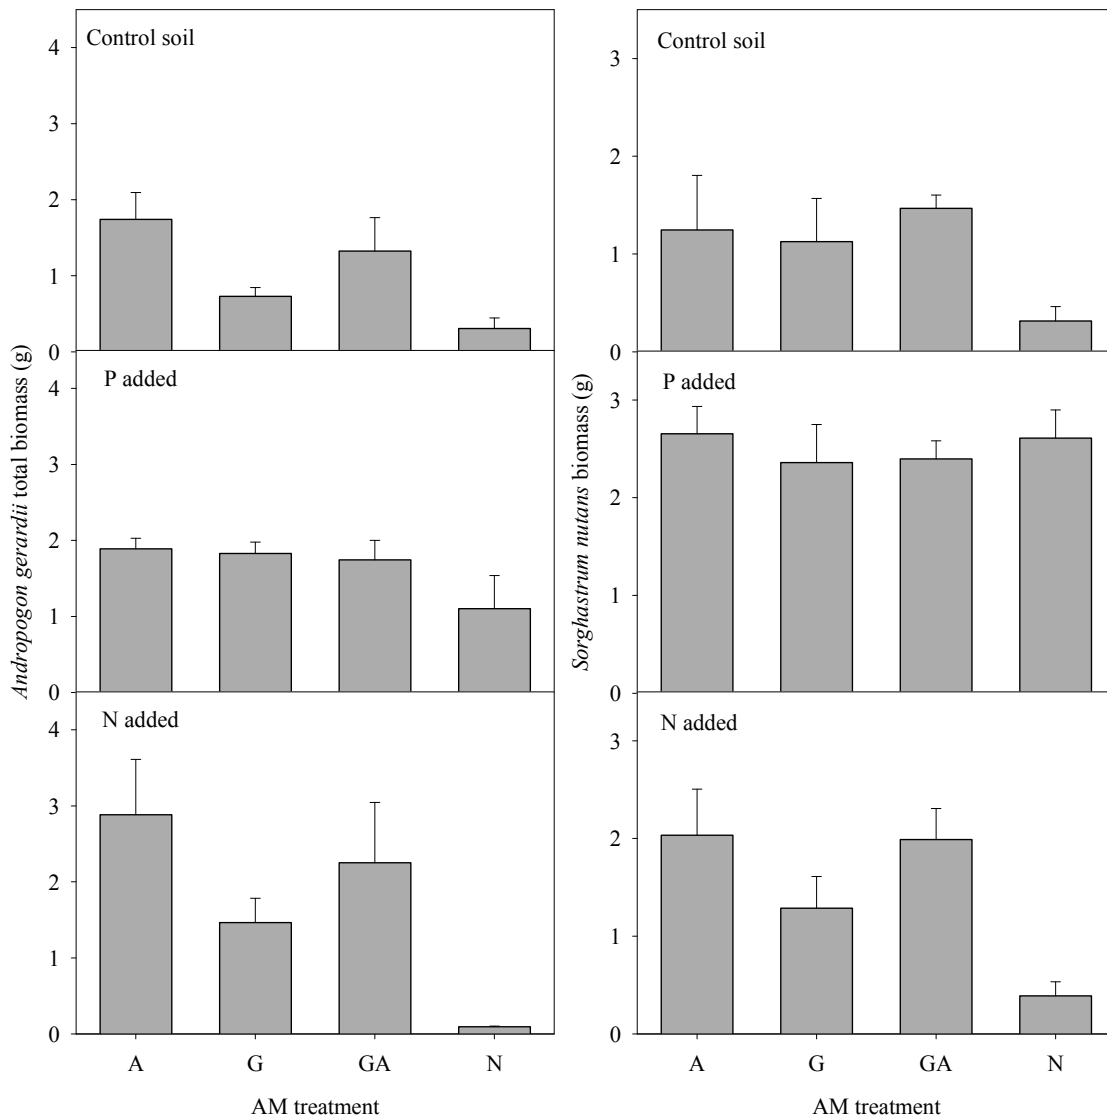 Control soil
4
3
2
1
0
P added
4
3
2
1
0
N added
4
3
2
1
0
Andropogon gerardii total biomass (g)
A G GA N
AM treatment
Control soil
3
2
1
0
P added
3
2
1
0
N added
3
2
1
0
Sorghastrum nutans biomass (g)
A G GA N
AM treatment